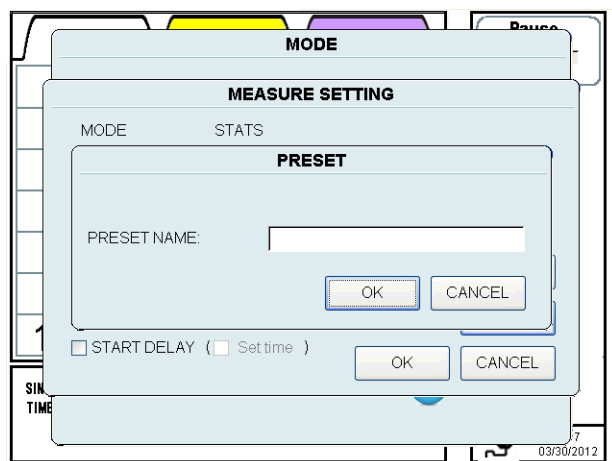 Pause
MODE
MEASURE SETTING
MODE STATS
PRESET
PRESET NAME:
OK CANCEL
START DELAY ( Set time )
OK CANCEL
TIME
03/30/2012